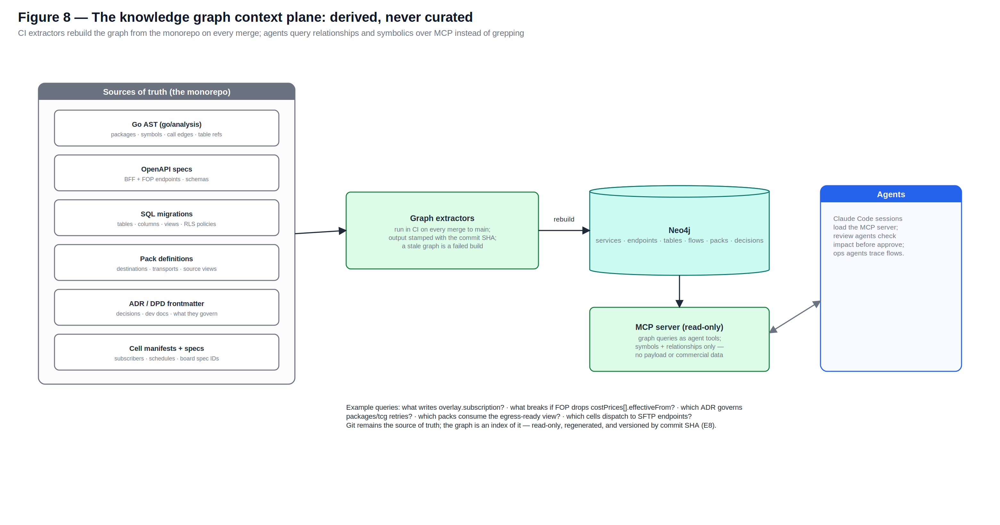 Figure 8 — The knowledge graph context plane: derived, never curated
CI extractors rebuild the graph from the monorepo on every merge; agents query relationships and symbolics over MCP instead of grepping
Sources of truth (the monorepo)
Go AST (go/analysis)
packages · symbols · call edges · table refs
OpenAPI specs
BFF + FOP endpoints · schemas
SQL migrations
tables · columns · views · RLS policies
Pack definitions
destinations · transports · source views
ADR / DPD frontmatter
decisions · dev docs · what they govern
Cell manifests + specs
subscribers · schedules · board spec IDs
Graph extractors
run in CI on every merge to main;
output stamped with the commit SHA;
a stale graph is a failed build
rebuild
Neo4j
services · endpoints · tables · flows · packs · decisions
MCP server (read-only)
graph queries as agent tools;
symbols + relationships only —
no payload or commercial data
Agents
Claude Code sessions
load the MCP server;
review agents check
impact before approve;
ops agents trace flows.
Example queries: what writes overlay.subscription? · what breaks if FOP drops costPrices[].effectiveFrom? · which ADR governs
packages/tcg retries? · which packs consume the egress-ready view? · which cells dispatch to SFTP endpoints?
Git remains the source of truth; the graph is an index of it — read-only, regenerated, and versioned by commit SHA (E8).